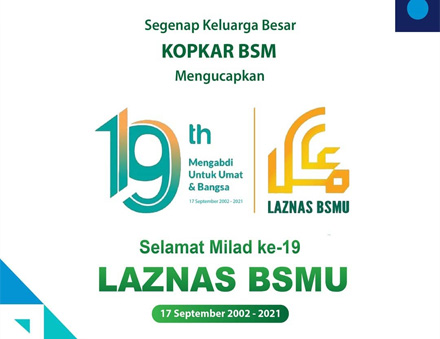 Segenap Keluarga Besar
KOPKAR BSM
Mengucapkan
19th
Mengabdi
Untuk Umat
& Bangsa
17 September 2002 - 2021
LAZNAS BSMU
Selamat Milad ke-19
LAZNAS BSMU
17 September 2002 - 2021